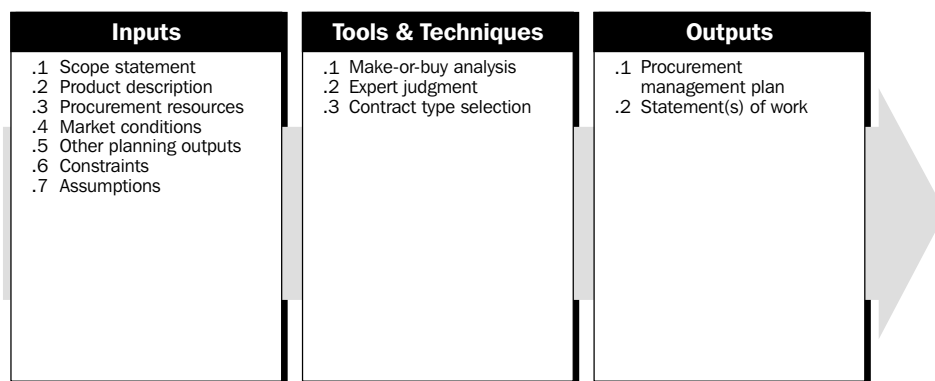 Inputs
.1 Scope statement
.2 Product description
.3 Procurement resources
.4 Market conditions
.5 Other planning outputs
.6 Constraints
.7 Assumptions
Tools & Techniques
.1 Make-or-buy analysis
.2 Expert judgment
.3 Contract type selection
Outputs
.1 Procurement
management plan
.2 Statement(s) of work